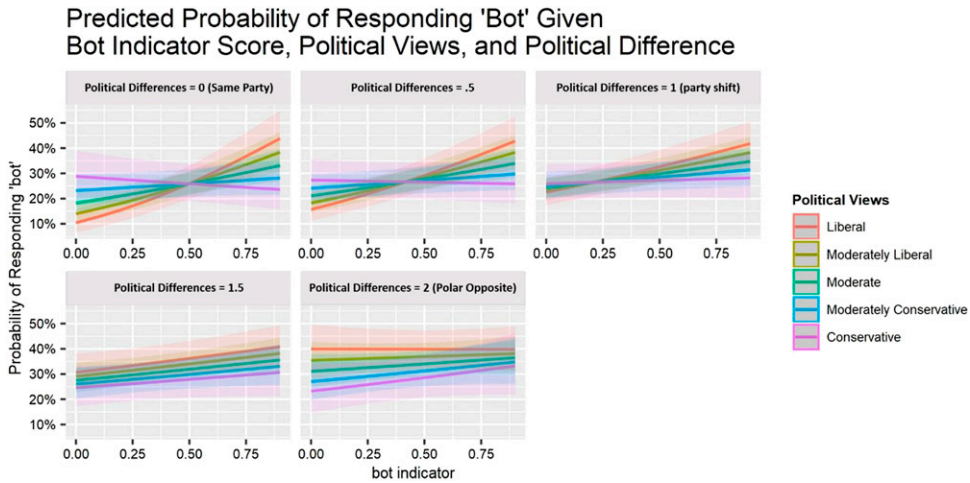 Predicted Probability of Responding 'Bot' Given
Bot Indicator Score, Political Views, and Political Difference
Political Differences = 0 (Same Party)
Political Differences = .5
Political Differences = 1 (party shift)
50%
40%
30%
20%
10%
0.00 0.25 0.50 0.75
0.00 0.25 0.50 0.75
0.00 0.25 0.50 0.75
Political Differences = 1.5
Political Differences = 2 (Polar Opposite)
50%
40%
30%
20%
10%
0.00 0.25 0.50 0.75
0.00 0.25 0.50 0.75
bot indicator
Probability of Responding 'bot'
Political Views
Liberal
Moderately Liberal
Moderate
Moderately Conservative
Conservative